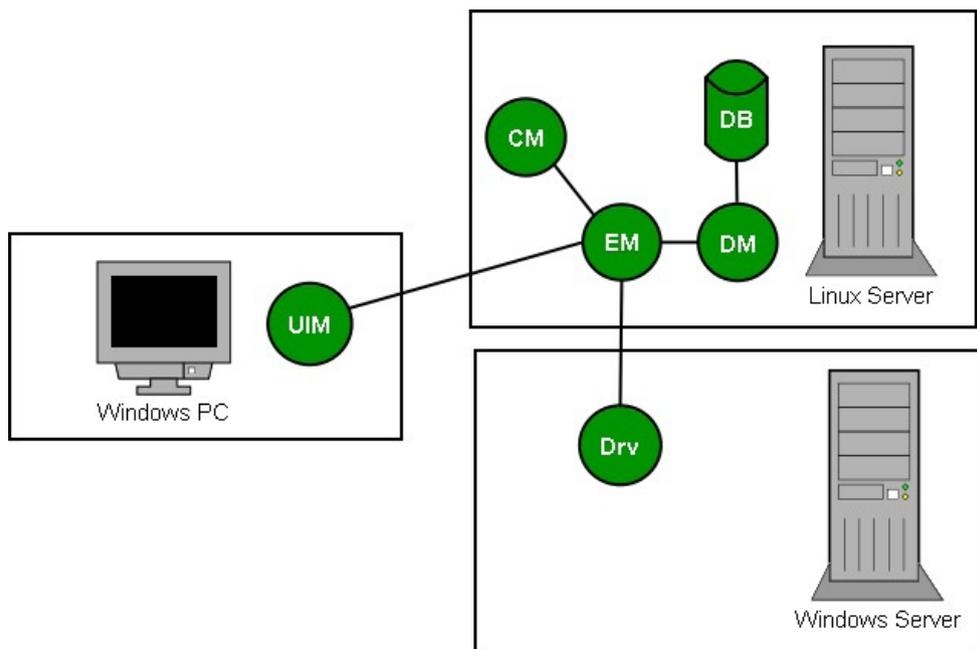 CM
DB
EM
DM
Linux Server
UIM
Windows PC
Drv
Windows Server